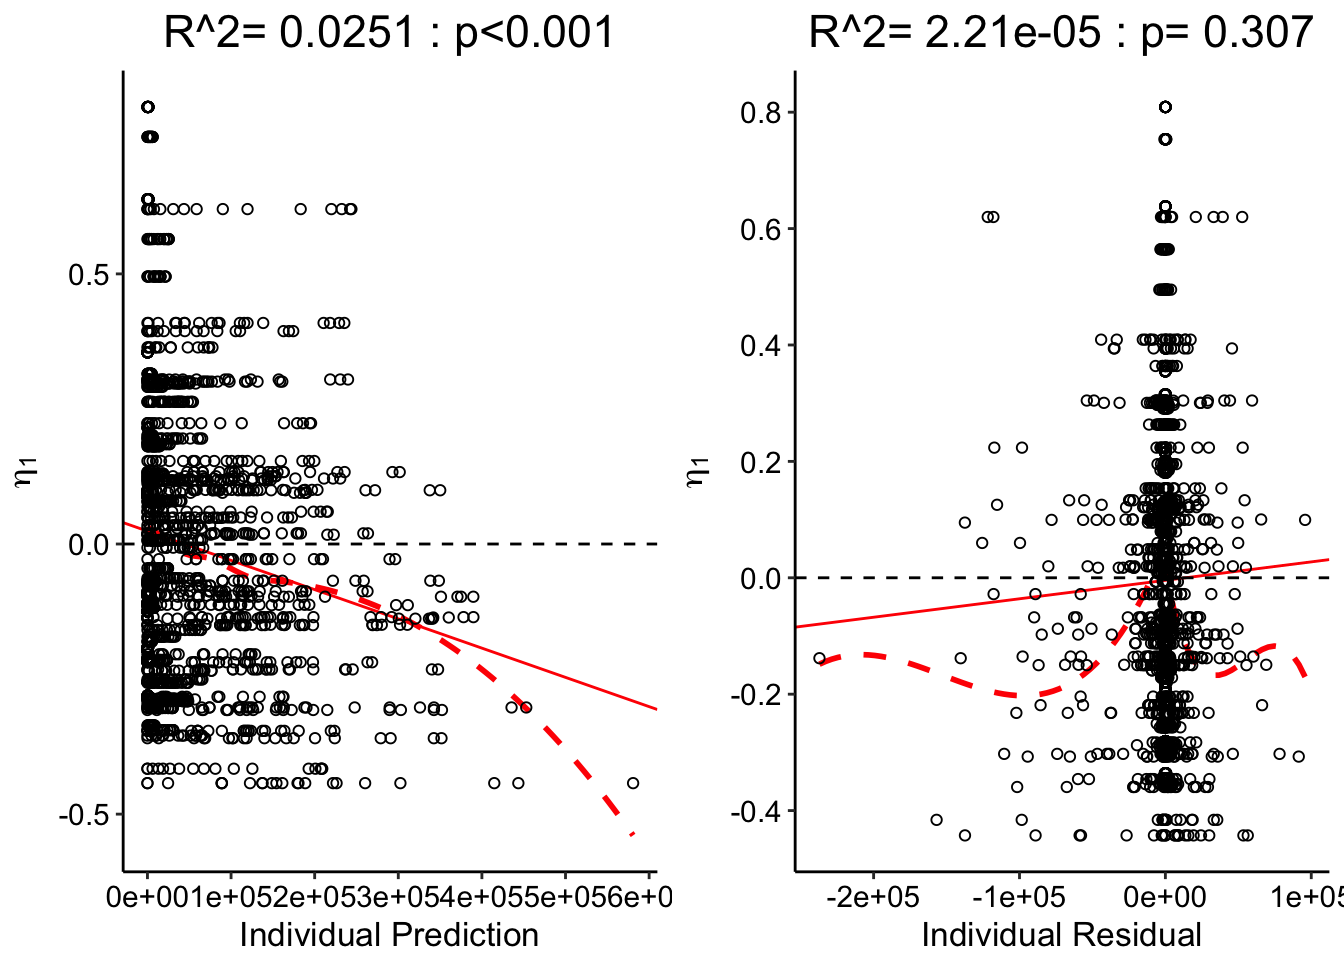 R^2= 0.0251 : p<0.001
0.5
0.0
-0.5
η1
0e+001e+052e+053e+054e+055e+056e+0
Individual Prediction
R^2= 2.21e-05 : p= 0.307
0.8
0.6
0.4
0.2
0.0
-0.2
-0.4
η1
-2e+05 -1e+05 0e+00 1e+05
Individual Residual